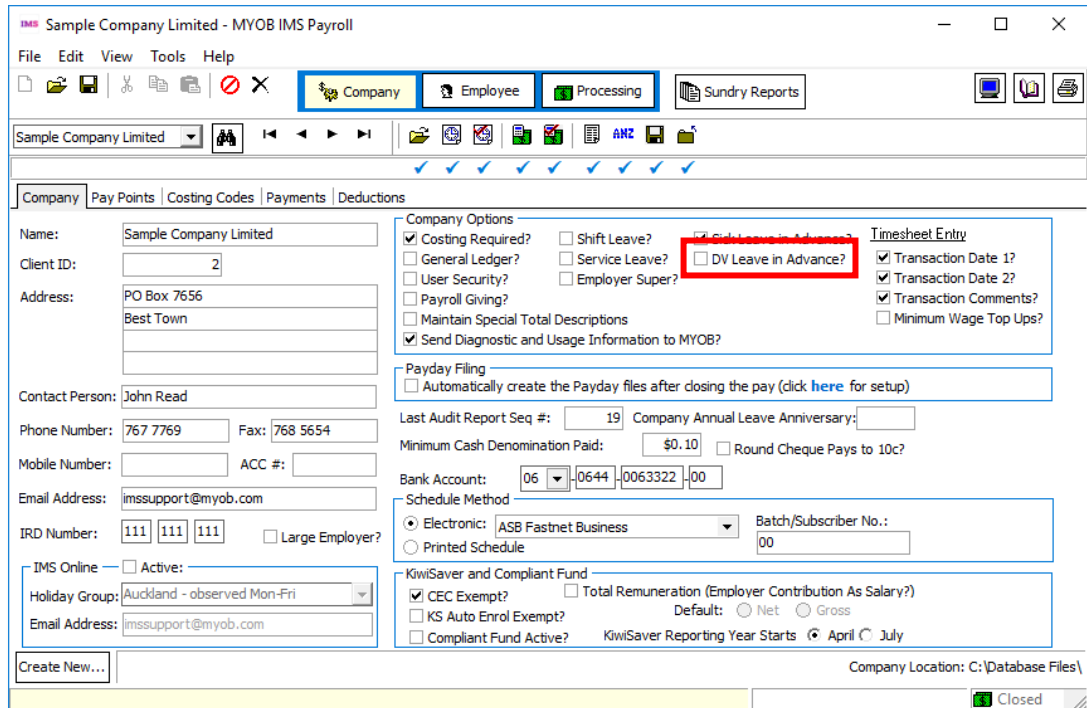 IMS Sample Company Limited - MYOB IMS Payroll
File Edit View Tools Help
Company Employee Processing Sundry Reports
Sample Company Limited ANZ
Company Pay Points Costing Codes Payments Deductions
Name: Sample Company Limited
Client ID: 2
Address: PO Box 7656
Best Town
Contact Person: John Read
Phone Number: 767 7769 Fax: 768 5654
Mobile Number: ACC #:
Email Address: imssupport@myob.com
IRD Number: 111 111 111 Large Employer?
IMS Online Active:
Holiday Group: Auckland - observed Mon-Fri
Email Address: imssupport@myob.com
Company Options
Costing Required? Shift Leave? Sick Leave in Advance?
General Ledger? Service Leave? DV Leave in Advance?
User Security? Employer Super?
Payroll Giving?
Maintain Special Total Descriptions
Send Diagnostic and Usage Information to MYOB?
Timesheet Entry
Transaction Date 1?
Transaction Date 2?
Transaction Comments?
Minimum Wage Top Ups?
Payday Filing
Automatically create the Payday files after closing the pay (click here for setup)
Last Audit Report Seq #: 19 Company Annual Leave Anniversary:
Minimum Cash Denomination Paid: $0.10 Round Cheque Pays to 10c?
Bank Account: 06 -0644 -0063322 -00
Schedule Method
Electronic: ASB Fastnet Business Batch/Subscriber No.:
Printed Schedule 00
KiwiSaver and Compliant Fund
CEC Exempt? Total Remuneration (Employer Contribution As Salary?)
KS Auto Enrol Exempt? Default: Net Gross
Compliant Fund Active? KiwiSaver Reporting Year Starts April July
Create New... Company Location: C:\Database Files\
Closed